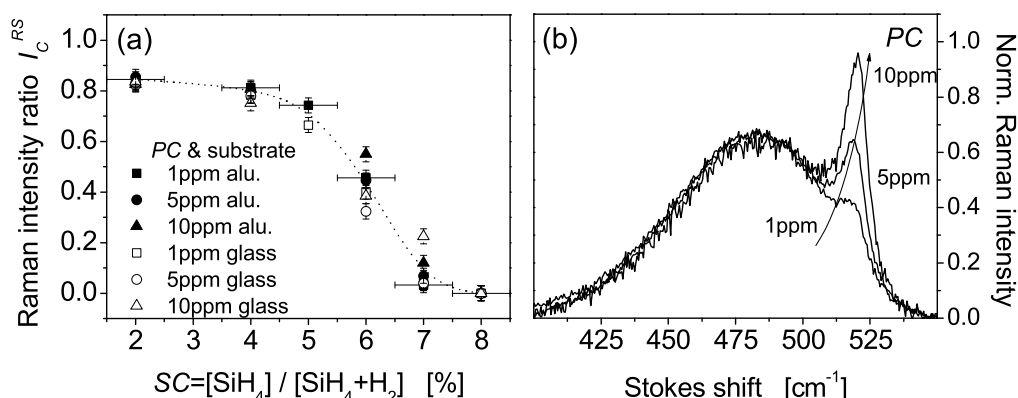 (a)
Raman intensity ratio I_C^RS
1.0
0.8
0.6
0.4
0.2
0.0
PC & substrate
1ppm alu.
5ppm alu.
10ppm alu.
1ppm glass
5ppm glass
10ppm glass
2 3 4 5 6 7 8
SC=[SiH4] / [SiH4+H2] [%]
(b)
PC
10ppm
5ppm
1ppm
1.0
0.8
0.6
0.4
0.2
0.0
Norm. Raman intensity
425 450 475 500 525
Stokes shift [cm-1]